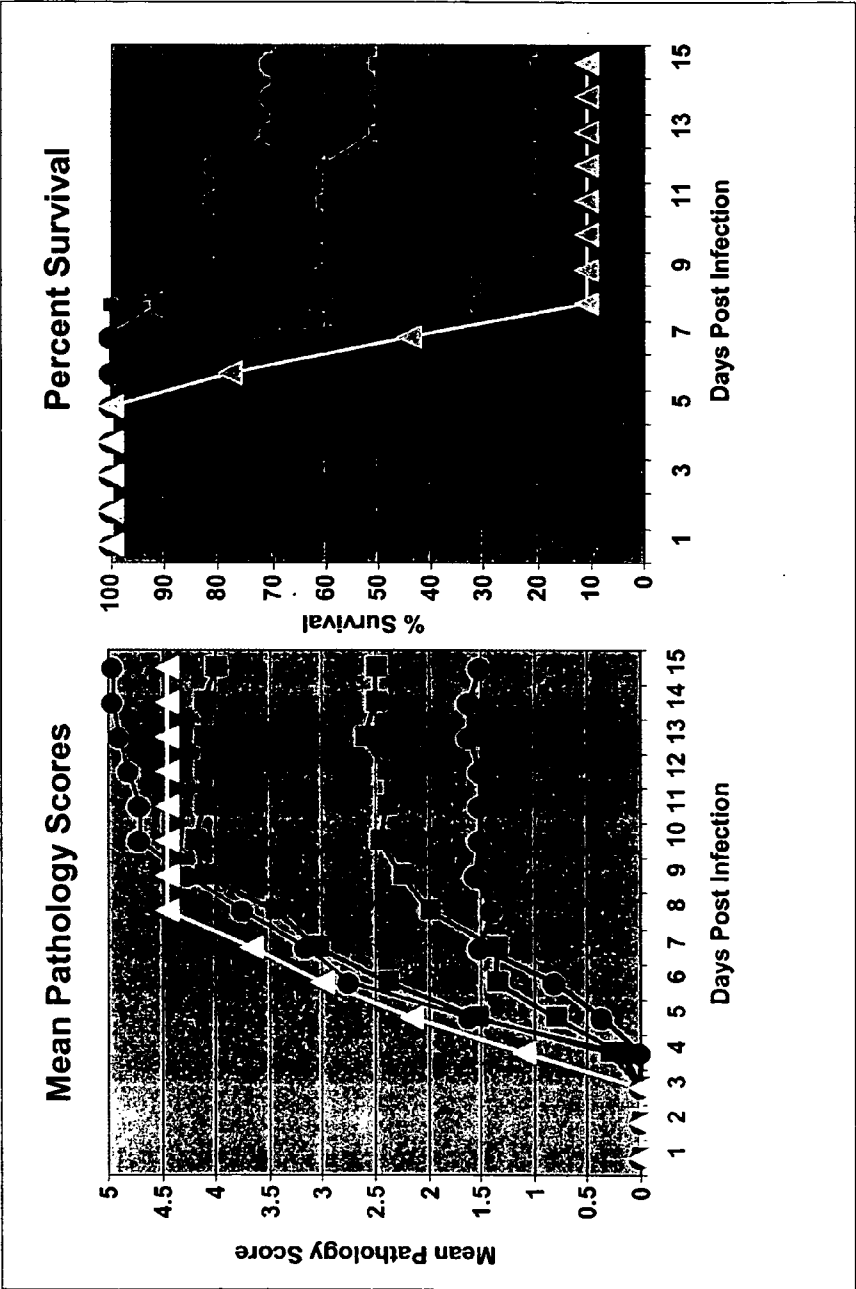 Mean Pathology Scores
Mean Pathology Score
5
4.5
4
3.5
3
2.5
2
1.5
1
0.5
0
1 2 3 4 5 6 7 8 9 10 11 12 13 14 15
Days Post Infection
Percent Survival
% Survival
100
90
80
70
60
50
40
30
20
10
0
1 3 5 7 9 11 13 15
Days Post Infection